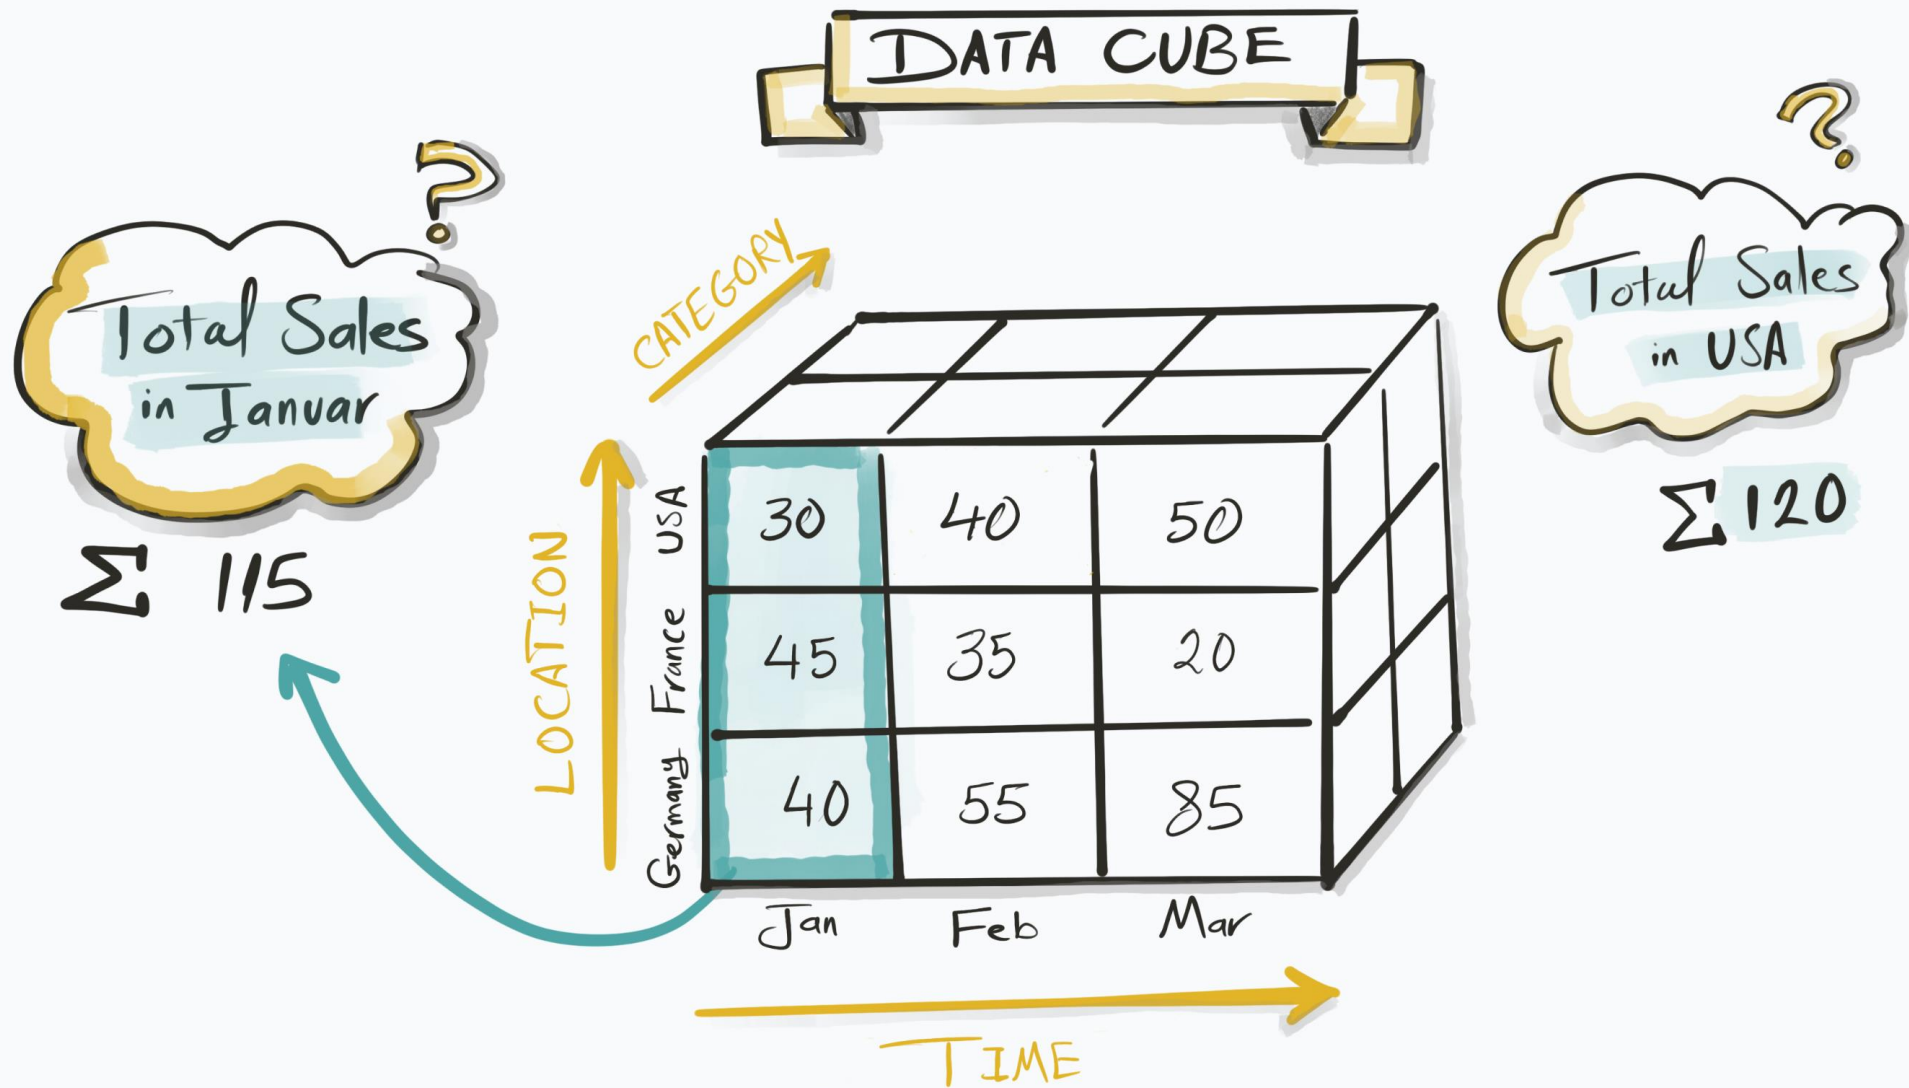 DATA CUBE
?
Total Sales
in Januar
Σ 115
?
Total Sales
in USA
Σ 120
CATEGORY
LOCATION
USA
30 40 50
France
45 35 20
Germany
40 55 85
Jan Feb Mar
TIME